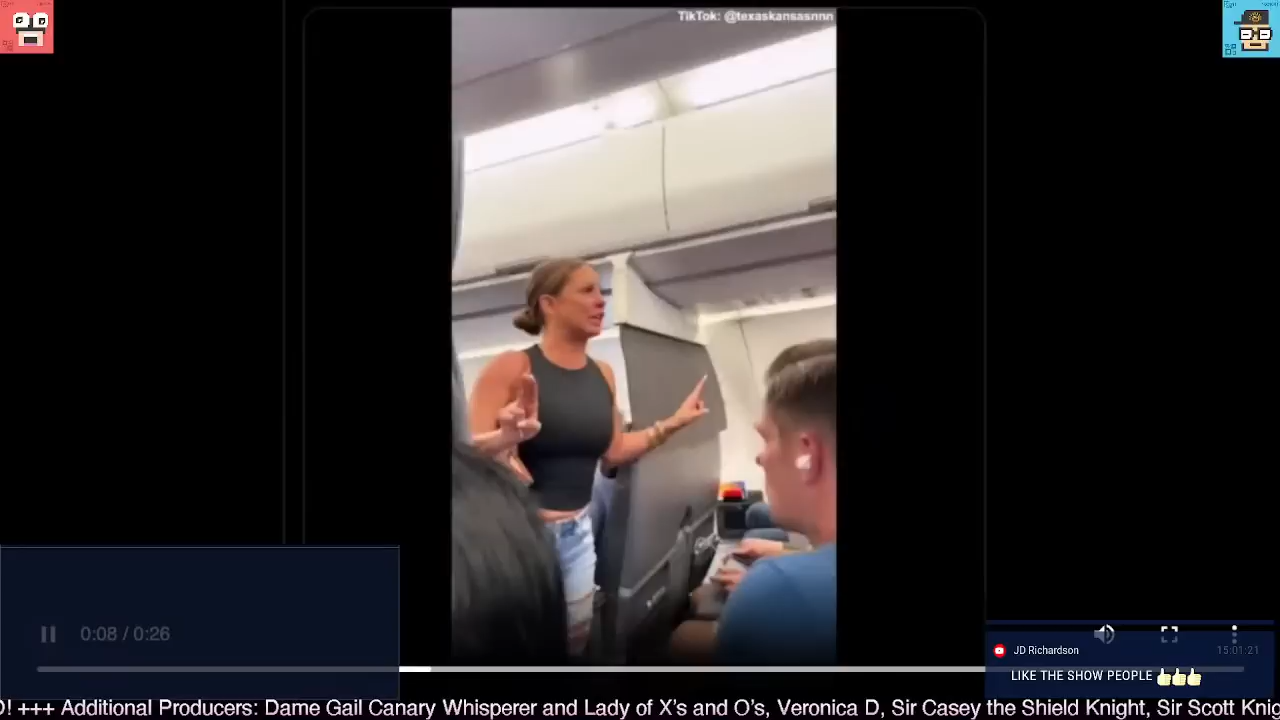 TikTok: @texaskansasnnn
0:08 / 0:26
JD Richardson
15:01:21
LIKE THE SHOW PEOPLE 👍👍👍
D! +++ Additional Producers: Dame Gail Canary Whisperer and Lady of X's and O's, Veronica D, Sir Casey the Shield Knight, Sir Scott Knig